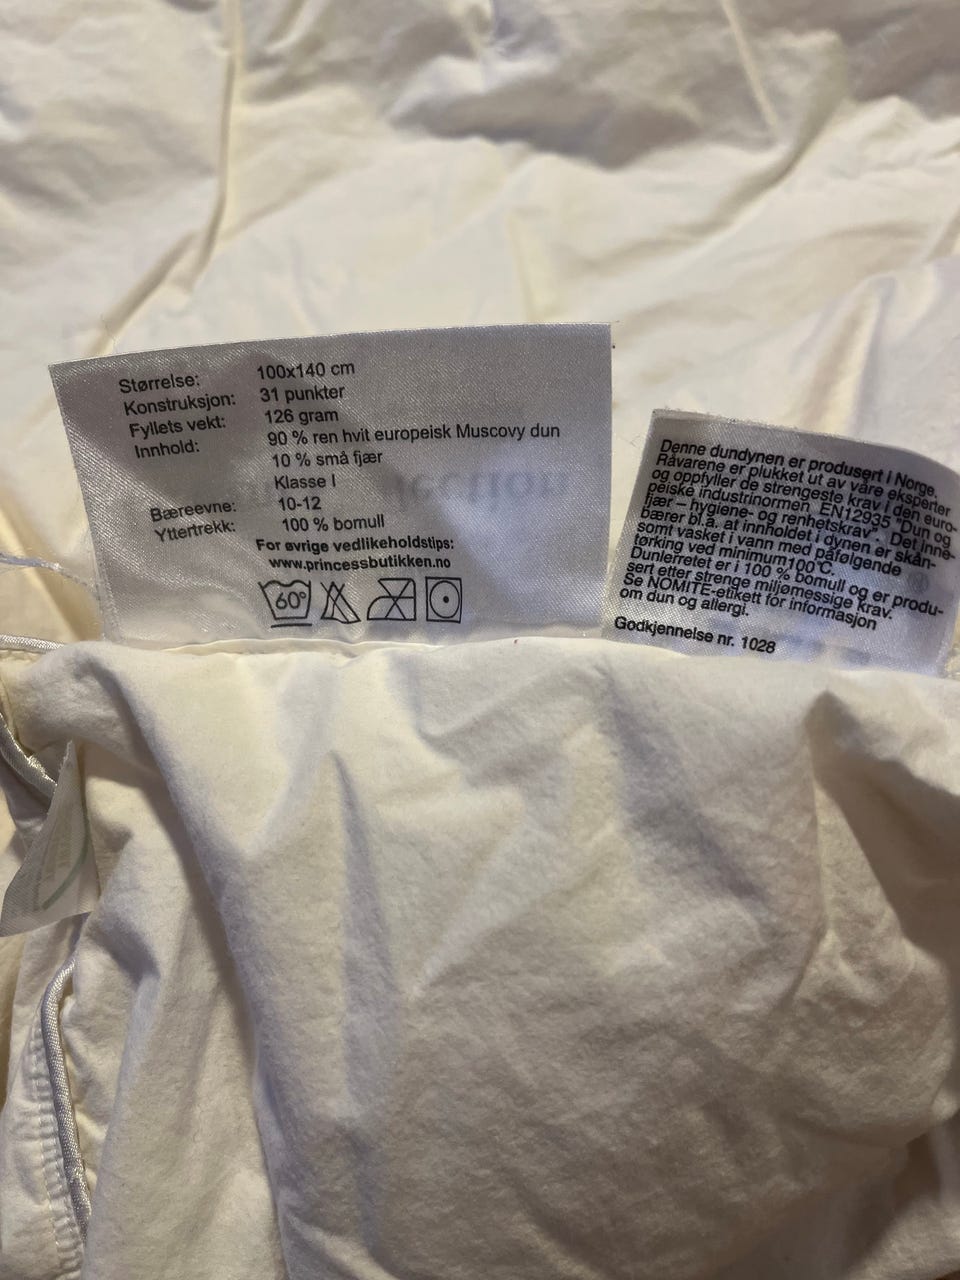 Størrelse: 100x140 cm
Konstruksjon: 31 punkter
Fyllets vekt: 126 gram
Innhold: 90 % ren hvit europeisk Muscovy dun
10 % små fjær
Klasse I
Bæreevne: 10-12
Yttertrekk: 100 % bomull
For øvrige vedlikeholdstips:
www.princessbutikken.no
60°
Denne dundynen er produsert i Norge.
Råvarene er plukket ut av våre eksperter
og oppfyller de strengeste krav i den euro-
peiske industrinormen EN12935 "Dun og
fjær – hygiene- og renhetskrav". Det inne-
bærer bl.a. at innholdet i dynen er skån-
somt vasket i vann med påfølgende
tørking ved minimum100°C.
Dunlerretet er i 100 % bomull og er produ-
sert etter strenge miljømessige krav.
Se NOMITE-etikett for informasjon
om dun og allergi.
Godkjennelse nr. 1028